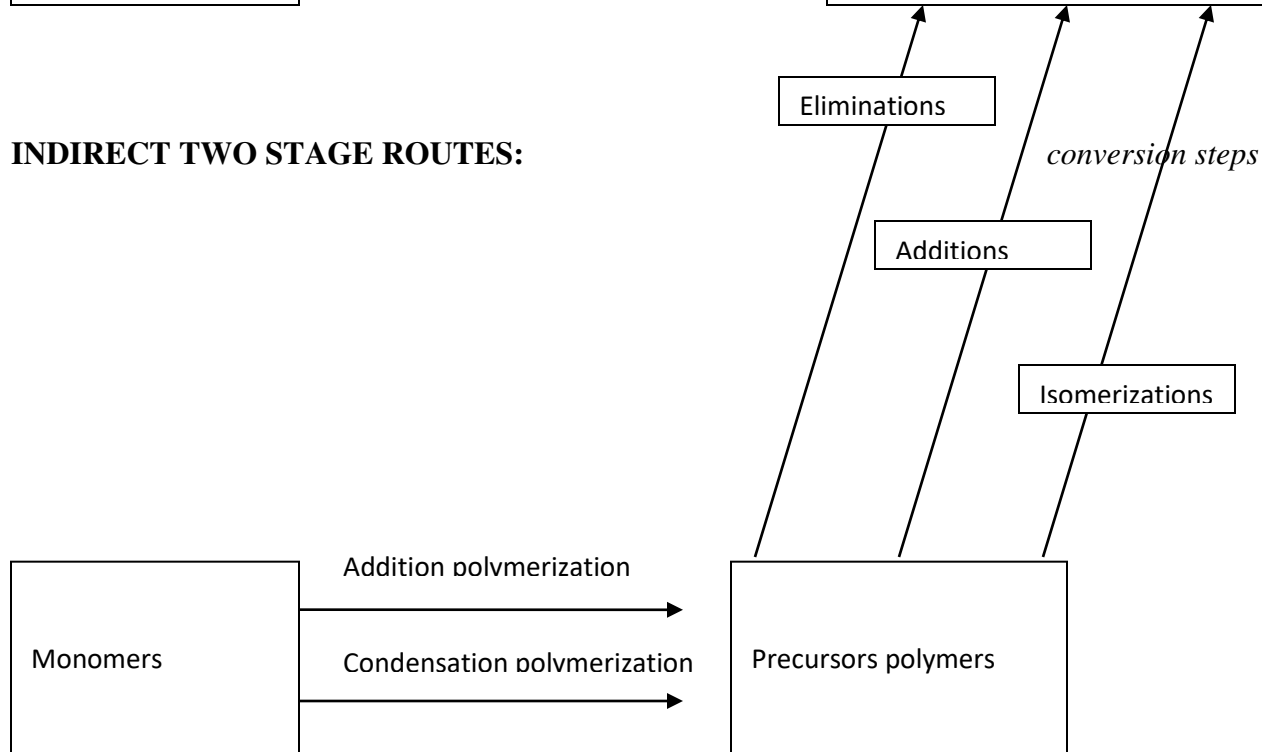 Eliminations
INDIRECT TWO STAGE ROUTES:
conversion steps
Additions
Isomerizations
Addition polymerization
Monomers
Condensation polymerization
Precursors polymers